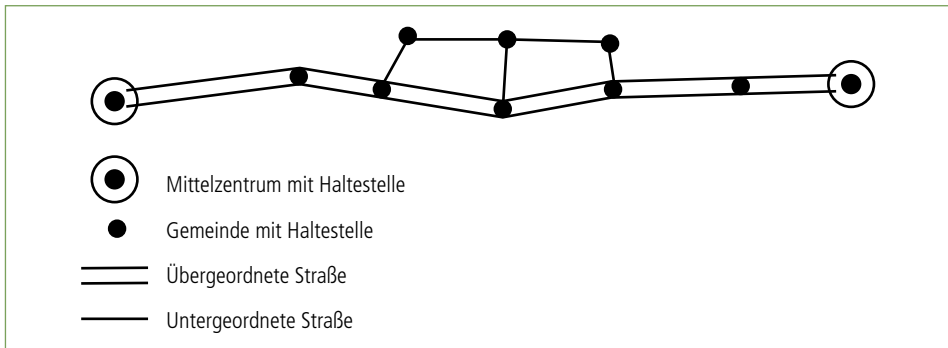 Mittelzentrum mit Haltestelle
Gemeinde mit Haltestelle
Übergeordnete Straße
Untergeordnete Straße